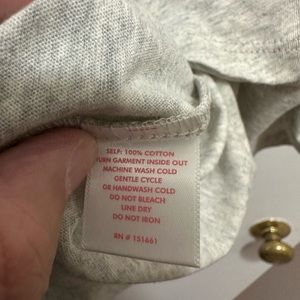 SELF: 100% COTTON
TURN GARMENT INSIDE OUT
MACHINE WASH COLD
GENTLE CYCLE
OR HANDWASH COLD
DO NOT BLEACH
LINE DRY
DO NOT IRON
RN # 151661